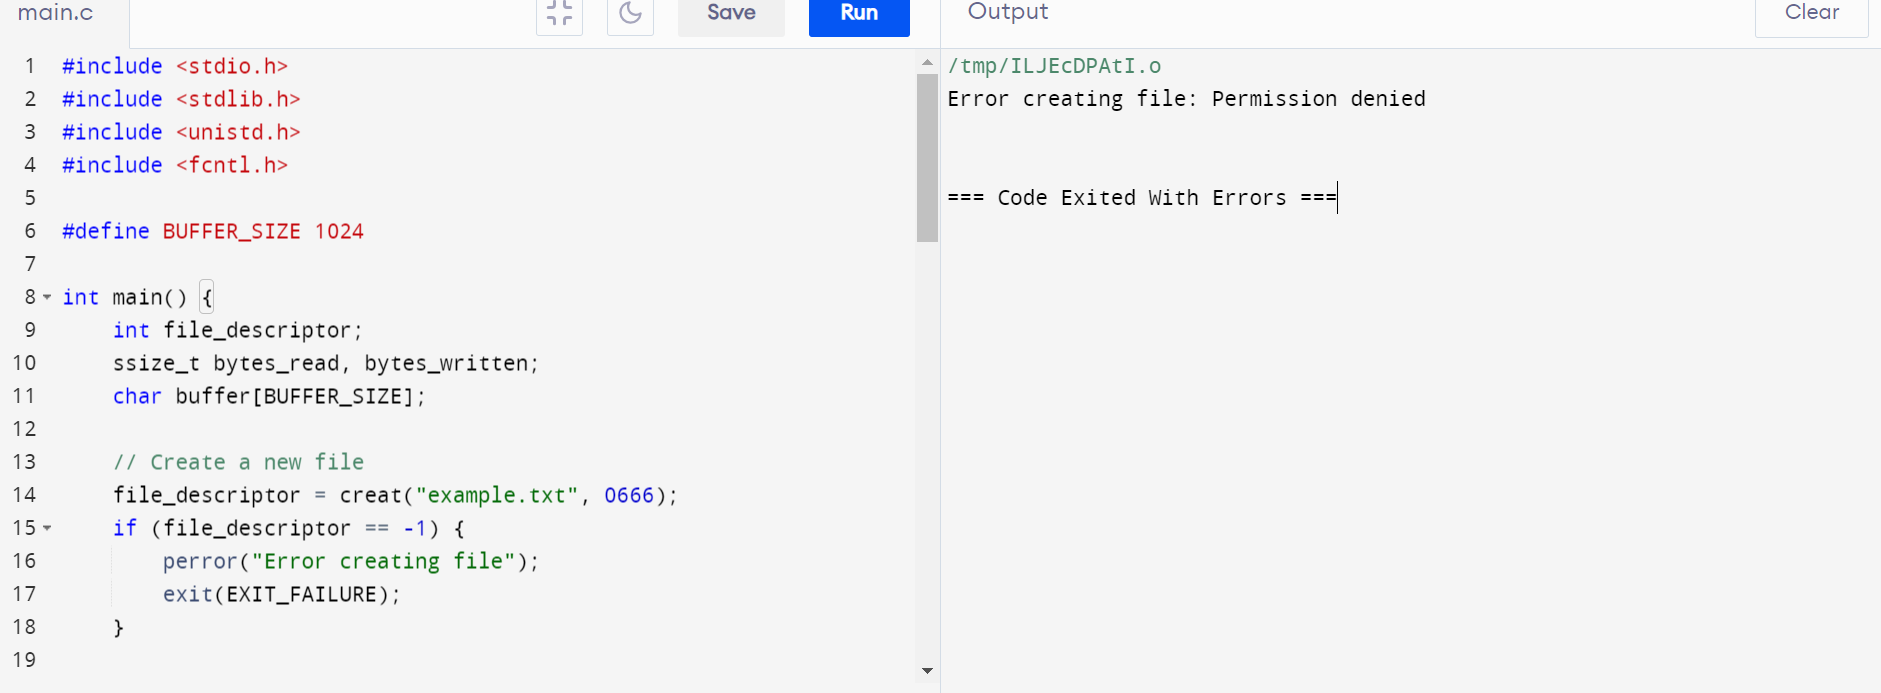 main.c
Save
Run
Output
Clear
1 #include <stdio.h>
2 #include <stdlib.h>
3 #include <unistd.h>
4 #include <fcntl.h>
5
6 #define BUFFER_SIZE 1024
7
8 int main() {
9     int file_descriptor;
10     ssize_t bytes_read, bytes_written;
11     char buffer[BUFFER_SIZE];
12
13     // Create a new file
14     file_descriptor = creat("example.txt", 0666);
15     if (file_descriptor == -1) {
16         perror("Error creating file");
17         exit(EXIT_FAILURE);
18     }
19
/tmp/ILJEcDPAtI.o
Error creating file: Permission denied
=== Code Exited With Errors ===